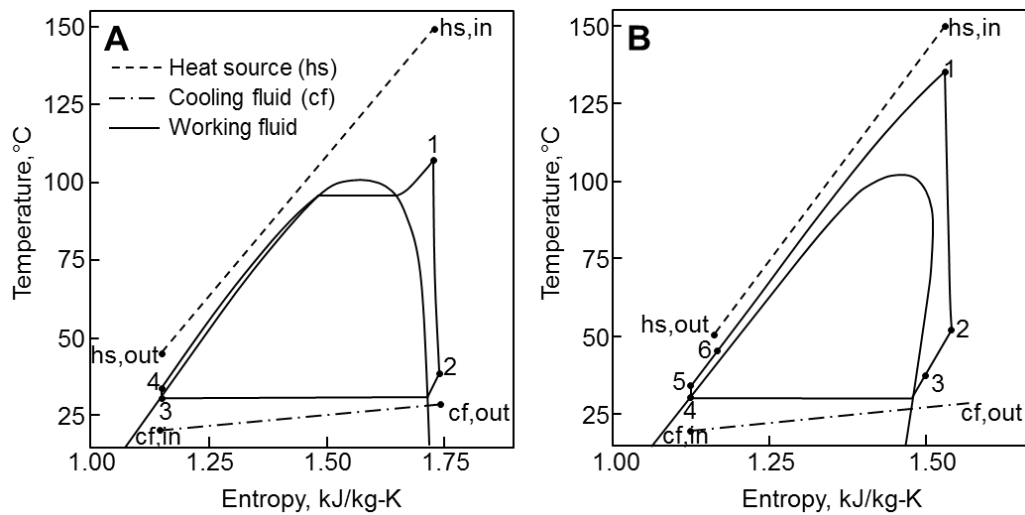 A
Heat source (hs)
Cooling fluid (cf)
Working fluid
hs,in
1
hs,out
4
3
2
cf,in
cf,out
150
125
100
75
50
25
1.00
1.25
1.50
1.75
Temperature,°C
Entropy, kJ/kg-K
B
hs,in
1
hs,out
6
5
4
2
3
cf,in
cf,out
150
125
100
75
50
25
1.00
1.25
1.50
Temperature,°C
Entropy, kJ/kg-K